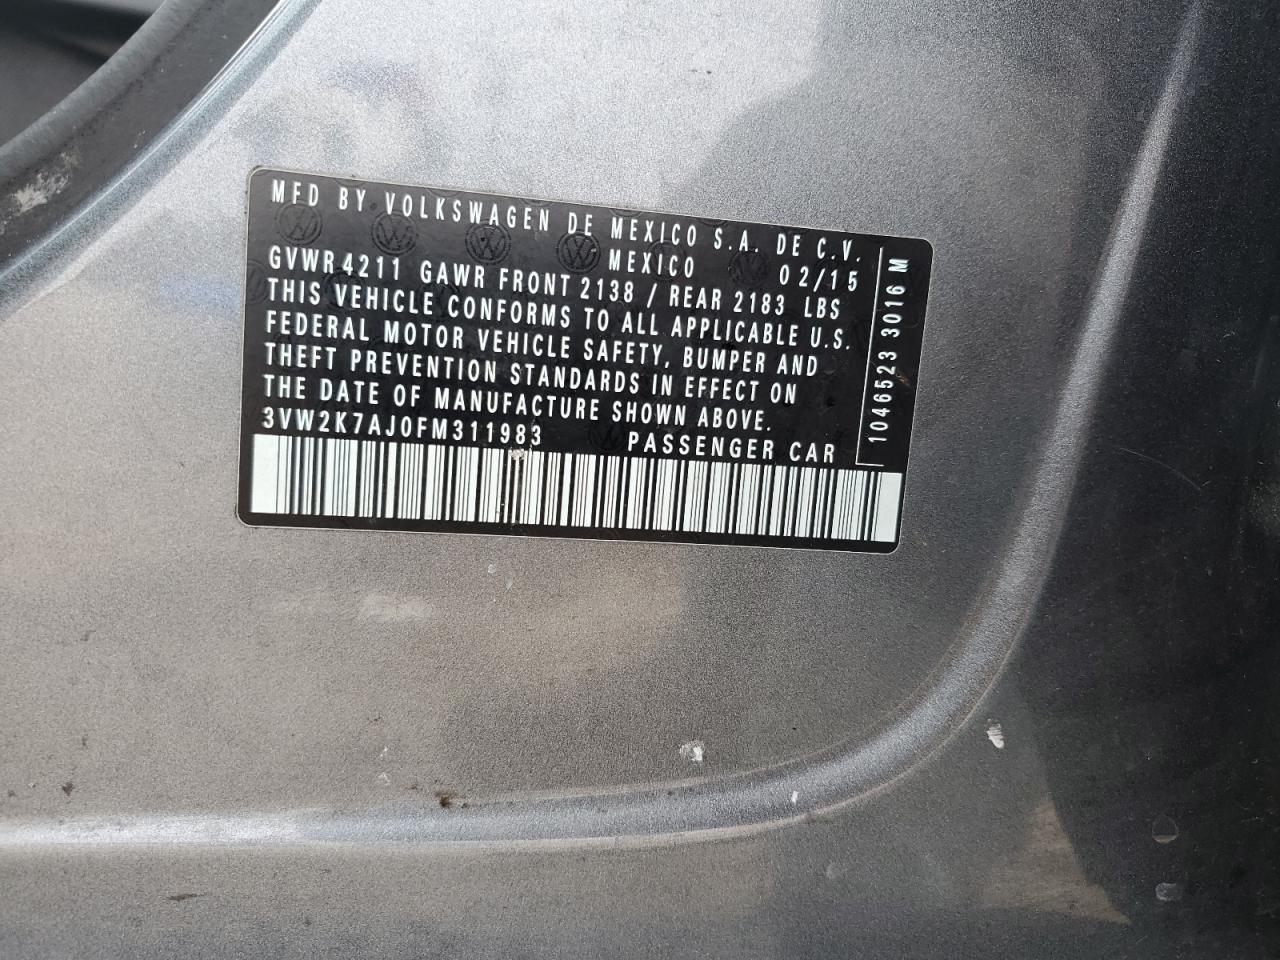 MFD BY VOLKSWAGEN DE MEXICO S.A. DE C.V.
MEXICO 02/15
GVWR 4211 GAWR FRONT 2138 / REAR 2183 LBS
THIS VEHICLE CONFORMS TO ALL APPLICABLE U.S.
FEDERAL MOTOR VEHICLE SAFETY, BUMPER AND
THEFT PREVENTION STANDARDS IN EFFECT ON
THE DATE OF MANUFACTURE SHOWN ABOVE.
3VW2K7AJ0FM311983 PASSENGER CAR
1046523 3016 M